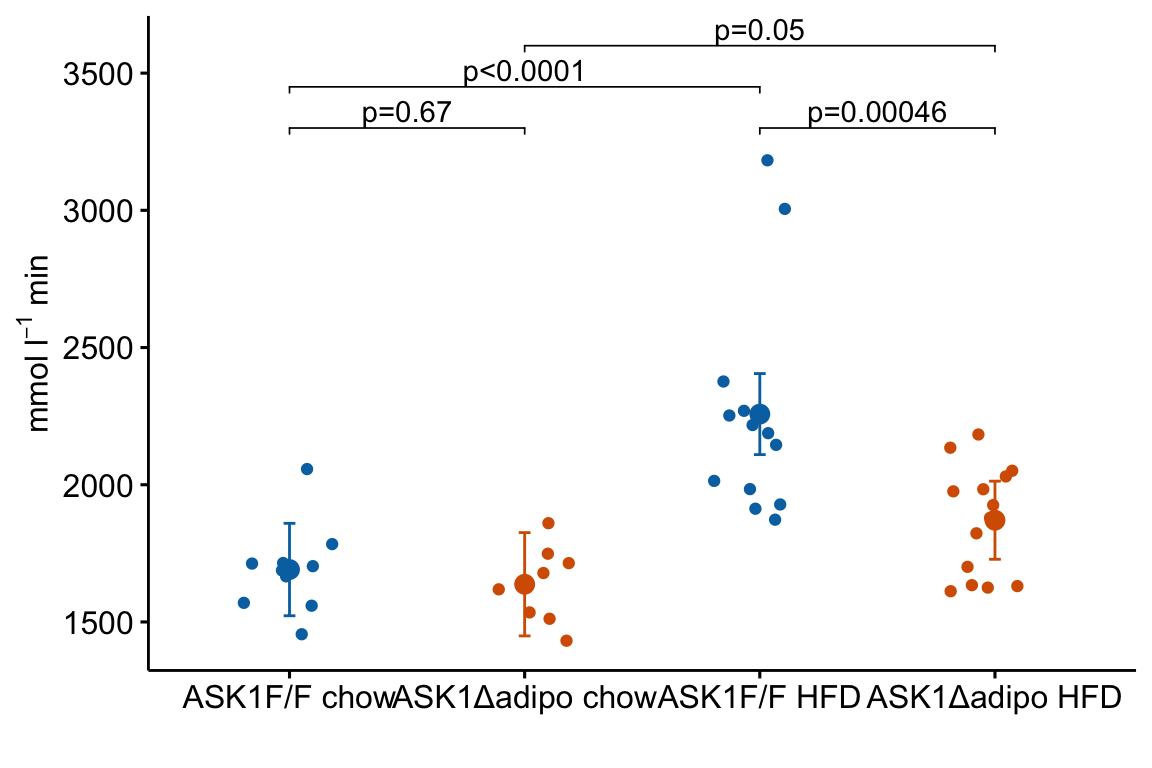 p=0.05
p<0.0001
p=0.67
p=0.00046
3500
3000
2500
2000
1500
mmol l⁻¹ min
ASK1F/F chow
ASK1Δadipo chow
ASK1F/F HFD
ASK1Δadipo HFD